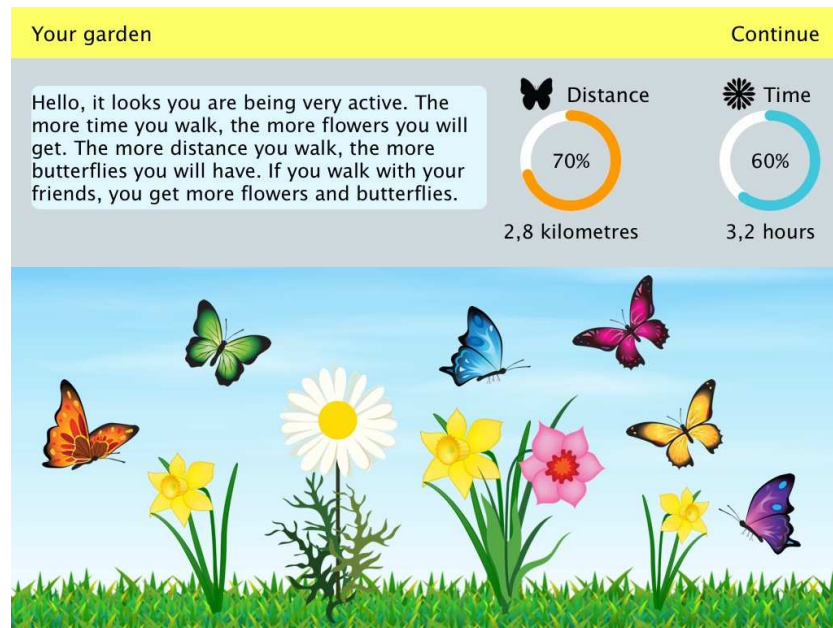 Your garden
Continue
Hello, it looks you are being very active. The
more time you walk, the more flowers you will
get. The more distance you walk, the more
butterflies you will have. If you walk with your
friends, you get more flowers and butterflies.
Distance
70%
2,8 kilometres
Time
60%
3,2 hours